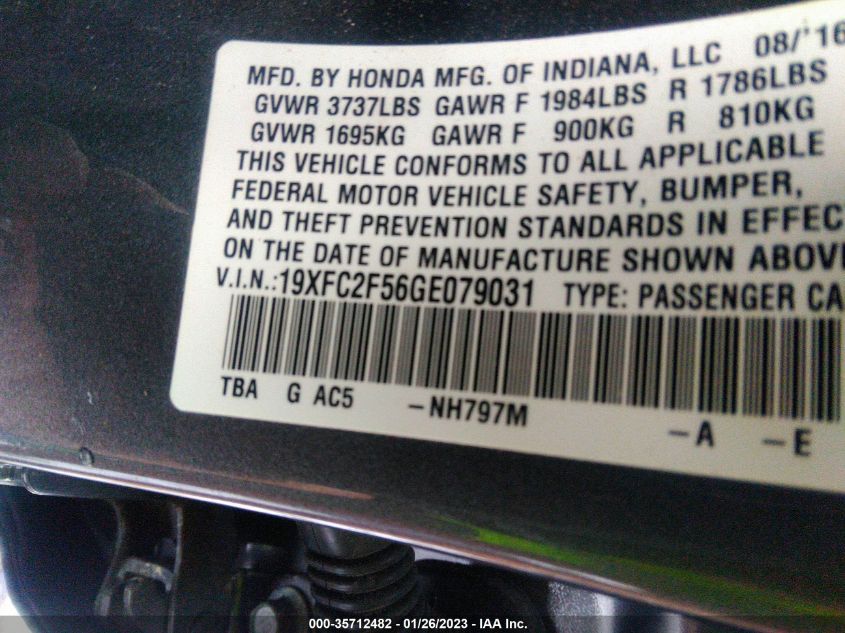 MFD. BY HONDA MFG. OF INDIANA, LLC 08/'16
GVWR 3737LBS GAWR F 1984LBS R 1786LBS
GVWR 1695KG GAWR F 900KG R 810KG
THIS VEHICLE CONFORMS TO ALL APPLICABLE
FEDERAL MOTOR VEHICLE SAFETY, BUMPER,
AND THEFT PREVENTION STANDARDS IN EFFEC
ON THE DATE OF MANUFACTURE SHOWN ABOVE
V.I.N.:19XFC2F56GE079031 TYPE: PASSENGER CA
TBA G AC5 -NH797M -A -E
000-35712482 - 01/26/2023 - IAA Inc.